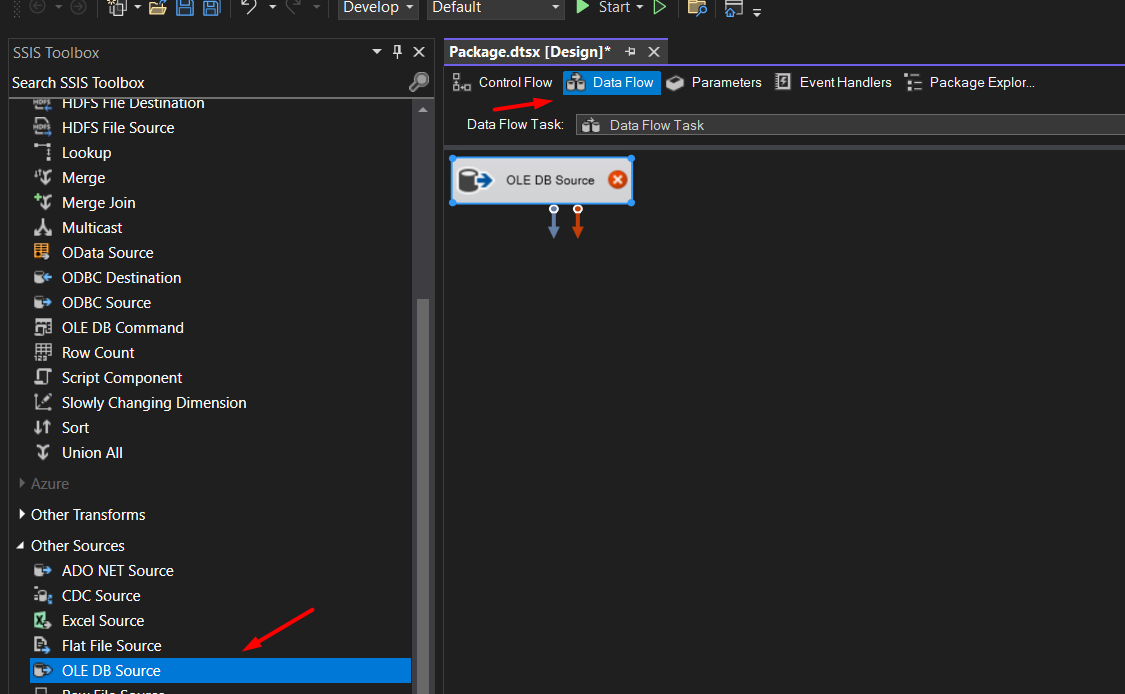 Develop
Default
Start
SSIS Toolbox
Search SSIS Toolbox
HDFS File Destination
HDFS File Source
Lookup
Merge
Merge Join
Multicast
OData Source
ODBC Destination
ODBC Source
OLE DB Command
Row Count
Script Component
Slowly Changing Dimension
Sort
Union All
Azure
Other Transforms
Other Sources
ADO NET Source
CDC Source
Excel Source
Flat File Source
OLE DB Source
Raw File Source
Package.dtsx [Design]*
Control Flow
Data Flow
Parameters
Event Handlers
Package Explor...
Data Flow Task:
Data Flow Task
OLE DB Source